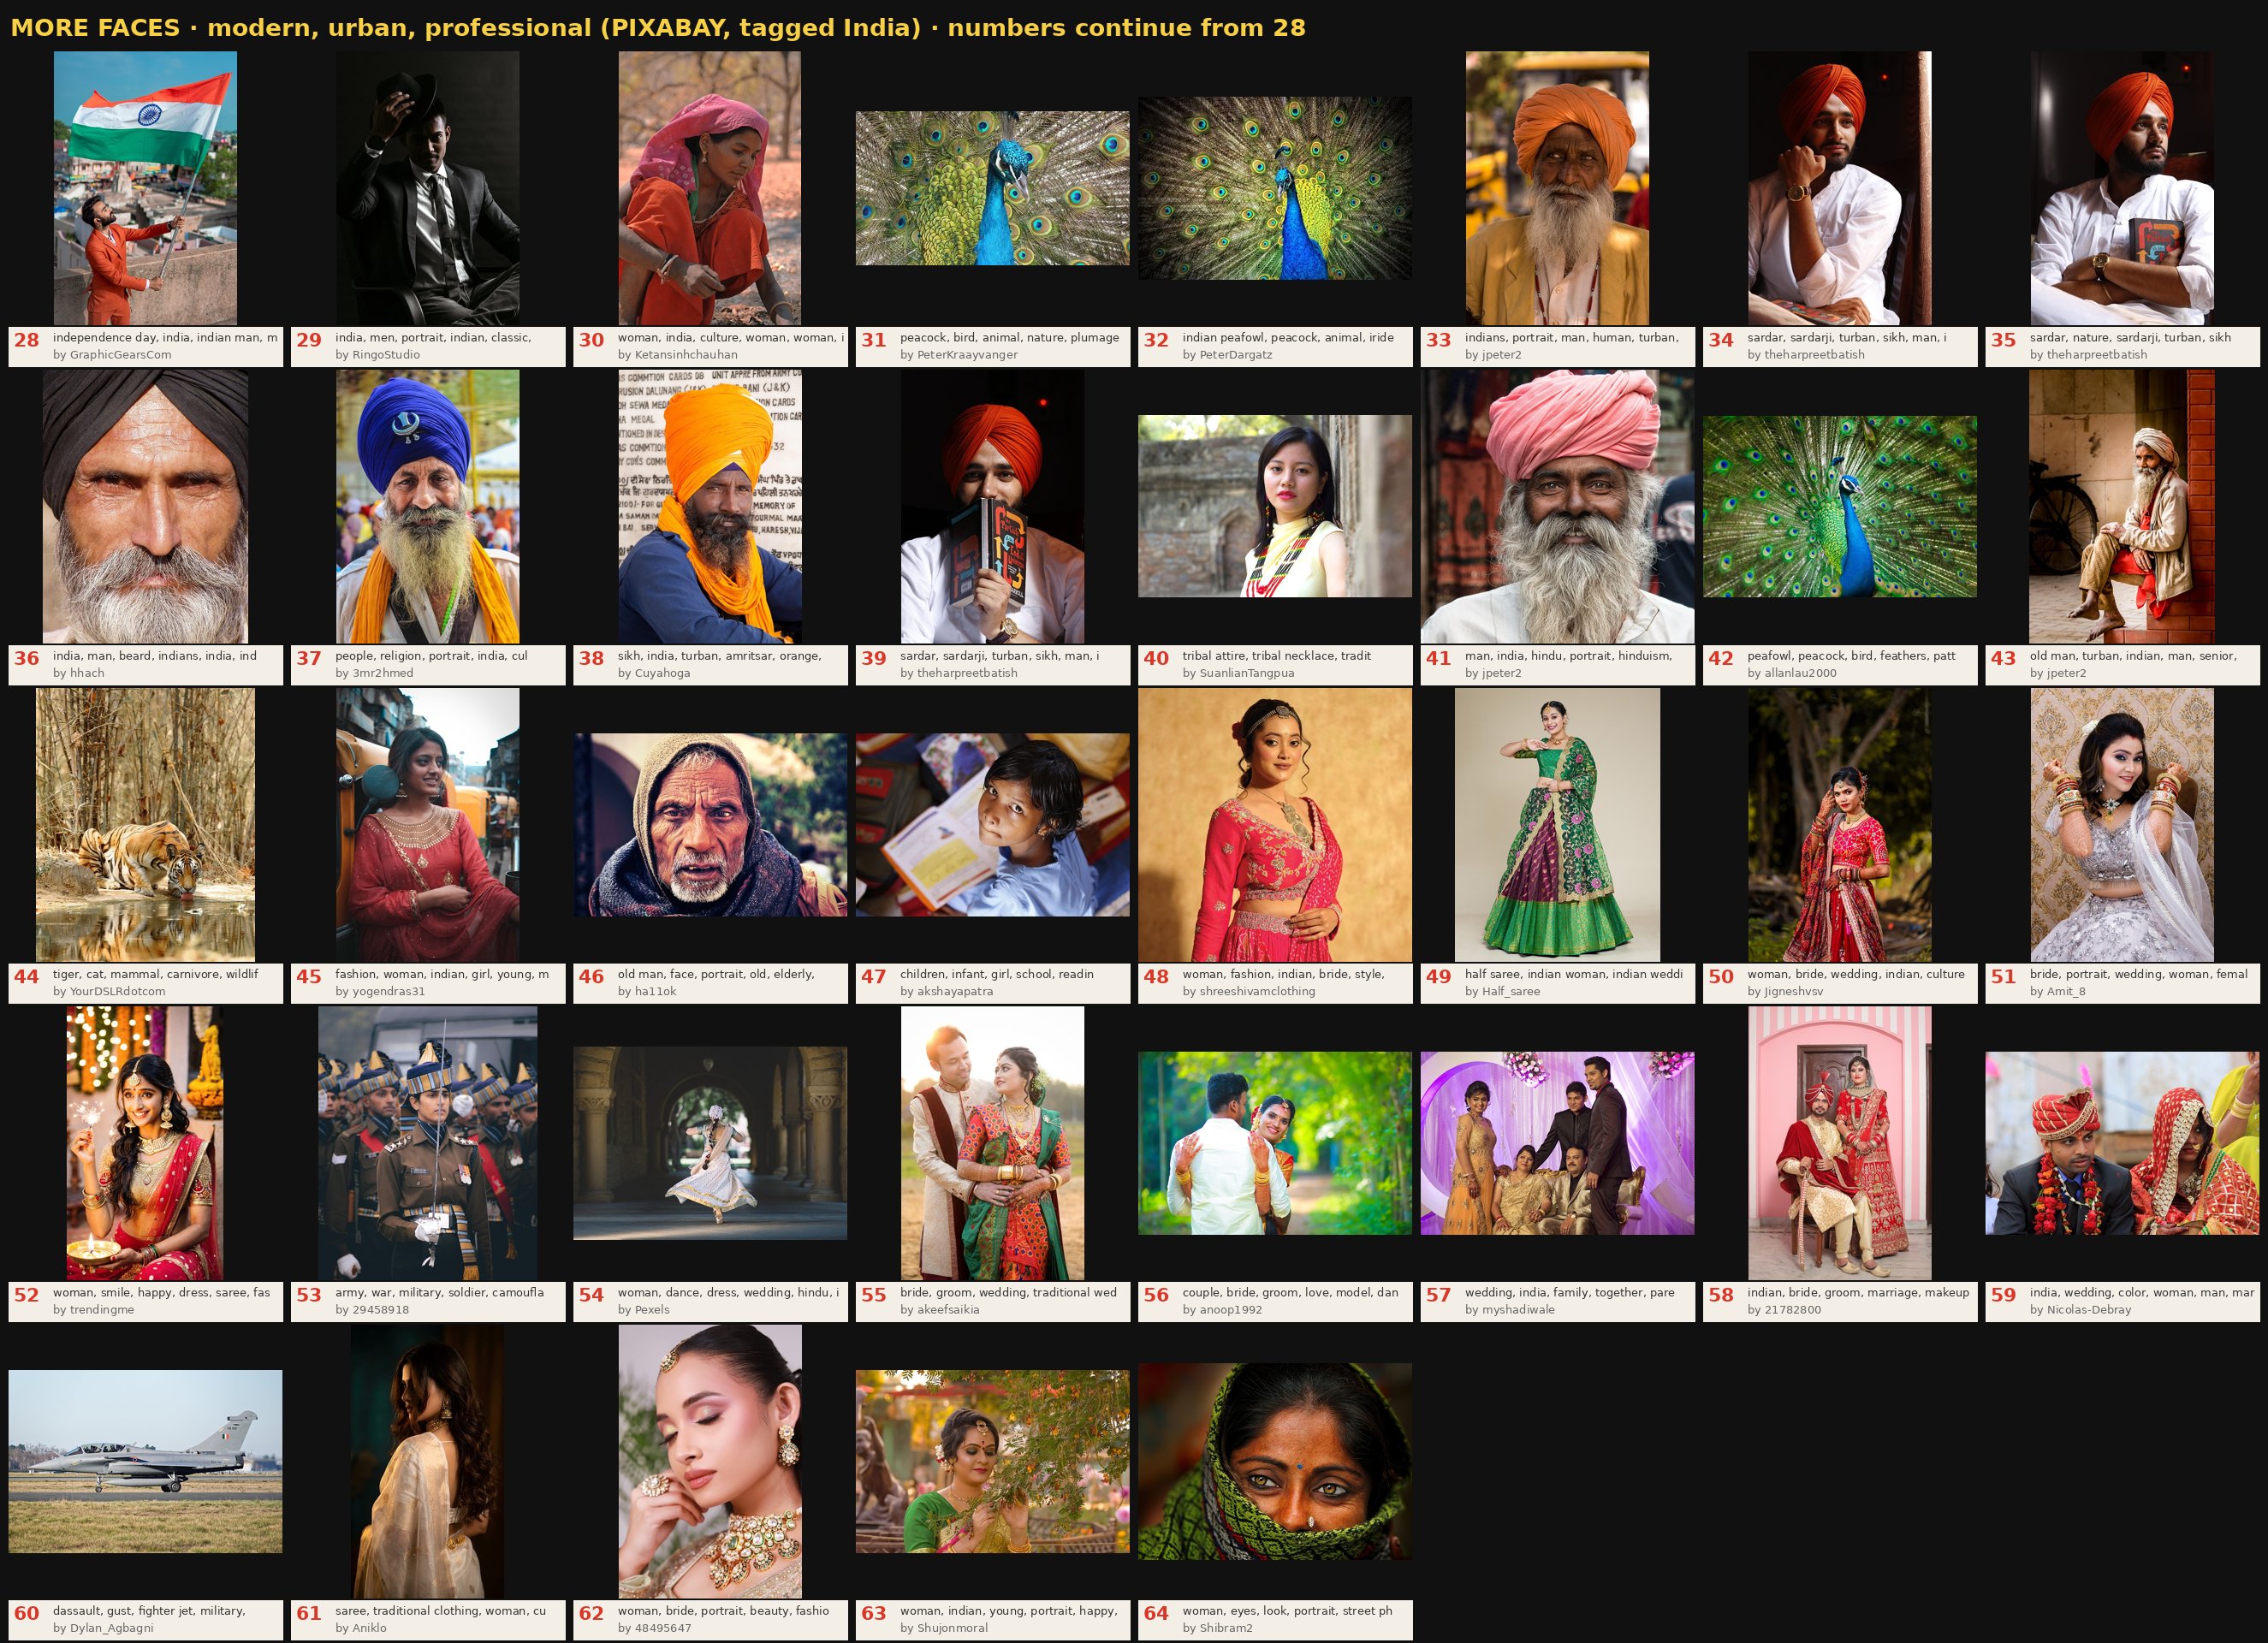 MORE FACES · modern, urban, professional (PIXABAY, tagged India) · numbers continue from 28
28 independence day, india, indian man, m
by GraphicGearsCom
29 india, men, portrait, indian, classic,
by RingoStudio
30 woman, india, culture, woman, woman, i
by Ketansinhchauhan
31 peacock, bird, animal, nature, plumage
by PeterKraayvanger
32 indian peafowl, peacock, animal, iride
by PeterDargatz
33 indians, portrait, man, human, turban,
by jpeter2
34 sardar, sardarji, turban, sikh, man, i
by theharpreetbatish
35 sardar, nature, sardarji, turban, sikh
by theharpreetbatish
36 india, man, beard, indians, india, ind
by hhach
37 people, religion, portrait, india, cul
by 3mr2hmed
38 sikh, india, turban, amritsar, orange,
by Cuyahoga
39 sardar, sardarji, turban, sikh, man, i
by theharpreetbatish
40 tribal attire, tribal necklace, tradit
by SuanlianTangpua
41 man, india, hindu, portrait, hinduism,
by jpeter2
42 peafowl, peacock, bird, feathers, patt
by allanlau2000
43 old man, turban, indian, man, senior,
by jpeter2
44 tiger, cat, mammal, carnivore, wildlif
by YourDSLRdotcom
45 fashion, woman, indian, girl, young, m
by yogendras31
46 old man, face, portrait, old, elderly,
by ha11ok
47 children, infant, girl, school, readin
by akshayapatra
48 woman, fashion, indian, bride, style,
by shreeshivamclothing
49 half saree, indian woman, indian weddi
by Half_saree
50 woman, bride, wedding, indian, culture
by Jigneshvsv
51 bride, portrait, wedding, woman, femal
by Amit_8
52 woman, smile, happy, dress, saree, fas
by trendingme
53 army, war, military, soldier, camoufla
by 29458918
54 woman, dance, dress, wedding, hindu, i
by Pexels
55 bride, groom, wedding, traditional wed
by akeefsaikia
56 couple, bride, groom, love, model, dan
by anoop1992
57 wedding, india, family, together, pare
by myshadiwale
58 indian, bride, groom, marriage, makeup
by 21782800
59 india, wedding, color, woman, man, mar
by Nicolas-Debray
60 dassault, gust, fighter jet, military,
by Dylan_Agbagni
61 saree, traditional clothing, woman, cu
by Aniklo
62 woman, bride, portrait, beauty, fashio
by 48495647
63 woman, indian, young, portrait, happy,
by Shujonmoral
64 woman, eyes, look, portrait, street ph
by Shibram2